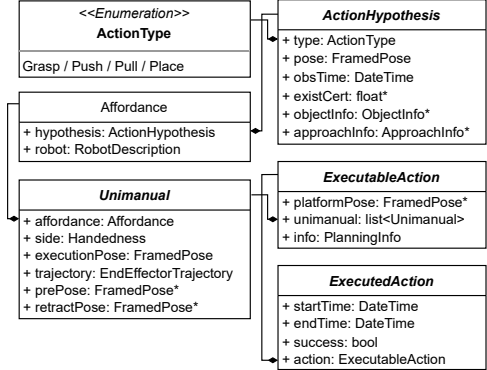 <<Enumeration>>
ActionType
Grasp / Push / Pull / Place
Affordance
+ hypothesis: ActionHypothesis
+ robot: RobotDescription
Unimanual
+ affordance: Affordance
+ side: Handedness
+ executionPose: FramedPose
+ trajectory: EndEffectorTrajectory
+ prePose: FramedPose*
+ retractPose: FramedPose*
ActionHypothesis
+ type: ActionType
+ pose: FramedPose
+ obsTime: DateTime
+ existCert: float*
+ objectInfo: ObjectInfo*
+ approachInfo: ApproachInfo*
ExecutableAction
+ platformPose: FramedPose*
+ unimanual: list<Unimanual>
+ info: PlanningInfo
ExecutedAction
+ startTime: DateTime
+ endTime: DateTime
+ success: bool
+ action: ExecutableAction